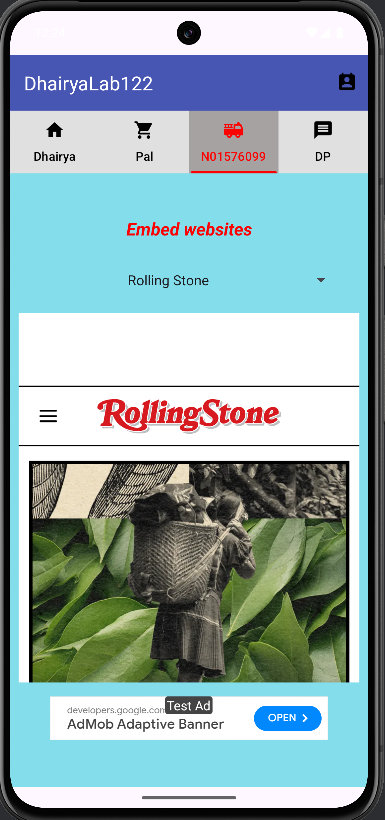 DhairyaLab122
Dhairya Pal N01576099 DP
Embed websites
Rolling Stone
RollingStone
developers.google.com
Test Ad
AdMob Adaptive Banner
OPEN